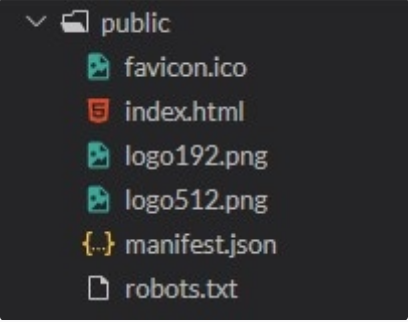 public
favicon.ico
index.html
logo192.png
logo512.png
manifest.json
robots.txt